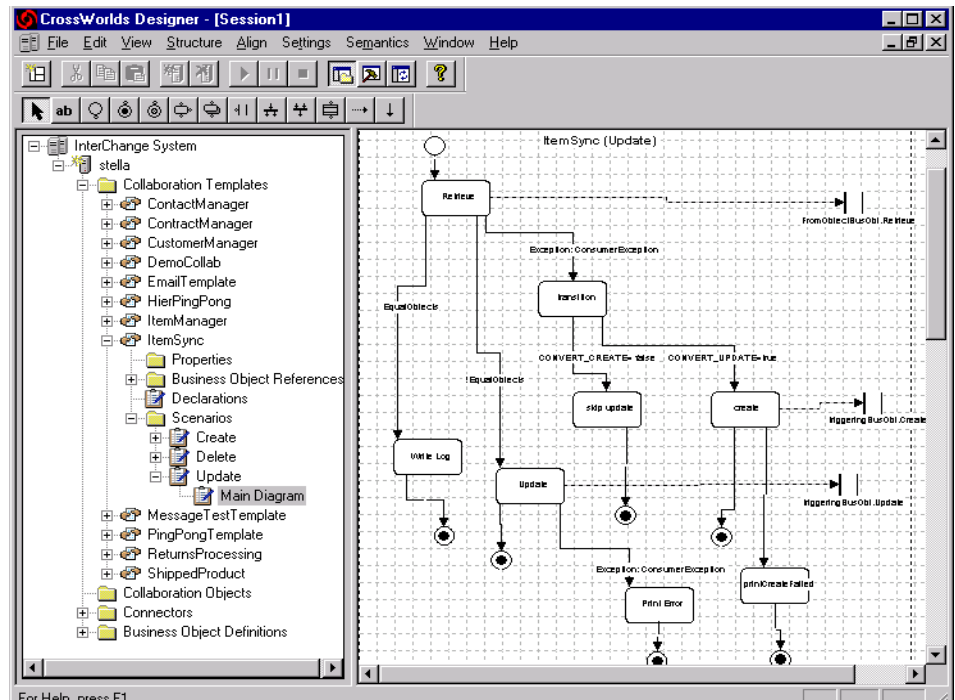 CrossWorlds Designer - [Session1]
File Edit View Structure Align Settings Semantics Window Help
ab
InterChange System
stella
Collaboration Templates
ContactManager
ContractManager
CustomerManager
DemoCollab
EmailTemplate
HierPingPong
ItemManager
ItemSync
Properties
Business Object References
Declarations
Scenarios
Create
Delete
Update
Main Diagram
MessageTestTemplate
PingPongTemplate
ReturnsProcessing
ShippedProduct
Collaboration Objects
Connectors
Business Object Definitions
ItemSync (Update)
Retrieve
FromObjectBusObj.Retrieve
Exception: ConsumerException
transition
EqualObjects
CONVERT_CREATE= false
CONVERT_UPDATE=true
!EqualObjects
skip update
create
triggeringBusObj.Create
Write Log
Update
triggeringBusObj.Update
Exception: ConsumerException
printCreateFailed
Print Error
For Help, press F1